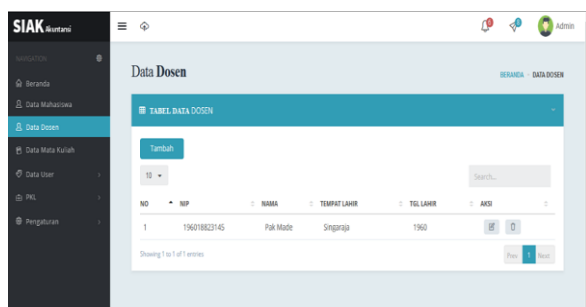 SIAK Akuntansi
0 0 Admin
NAVIGATION
Beranda
Data Mahasiswa
Data Dosen
Data Mata Kuliah
Data User
PKL
Pengaturan
Data Dosen
BERANDA - DATA DOSEN
TABEL DATA DOSEN
Tambah
10
Search...
NO NIP NAMA TEMPAT LAHIR TGL LAHIR AKSI
1 196018823145 Pak Made Singaraja 1960
Showing 1 to 1 of 1 entries
Prev 1 Next